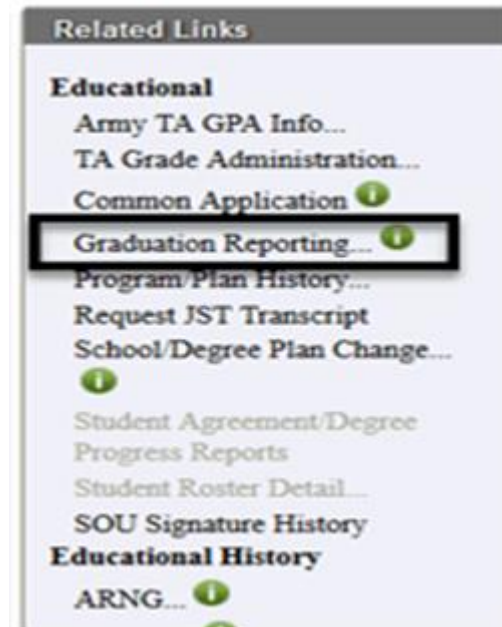 Related Links
Educational
Army TA GPA Info...
TA Grade Administration...
Common Application
Graduation Reporting...
Program/Plan History...
Request JST Transcript
School/Degree Plan Change...
Student Agreement/Degree
Progress Reports
Student Roster Detail...
SOU Signature History
Educational History
ARNG...